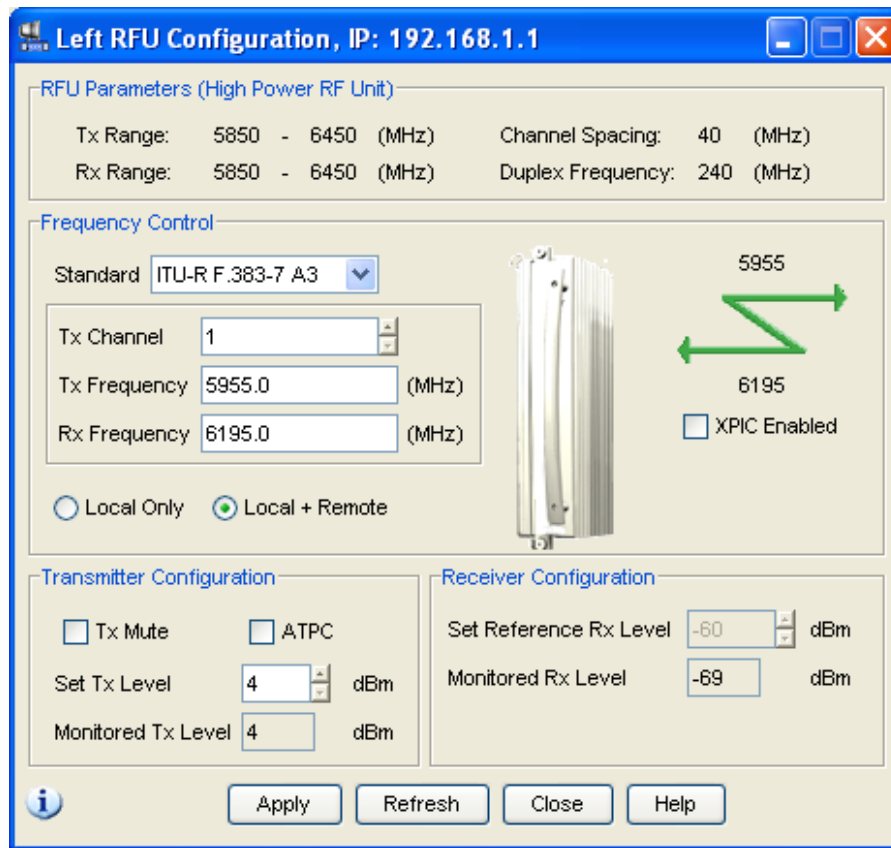 Left RFU Configuration, IP: 192.168.1.1
RFU Parameters (High Power RF Unit)
Tx Range: 5850 - 6450 (MHz) Channel Spacing: 40 (MHz)
Rx Range: 5850 - 6450 (MHz) Duplex Frequency: 240 (MHz)
Frequency Control
Standard ITU-R F.383-7 A3
5955
Tx Channel 1
Tx Frequency 5955.0 (MHz)
6195
Rx Frequency 6195.0 (MHz)
XPIC Enabled
Local Only Local + Remote
Transmitter Configuration
Tx Mute ATPC
Set Tx Level 4 dBm
Monitored Tx Level 4 dBm
Receiver Configuration
Set Reference Rx Level -60 dBm
Monitored Rx Level -69 dBm
Apply Refresh Close Help